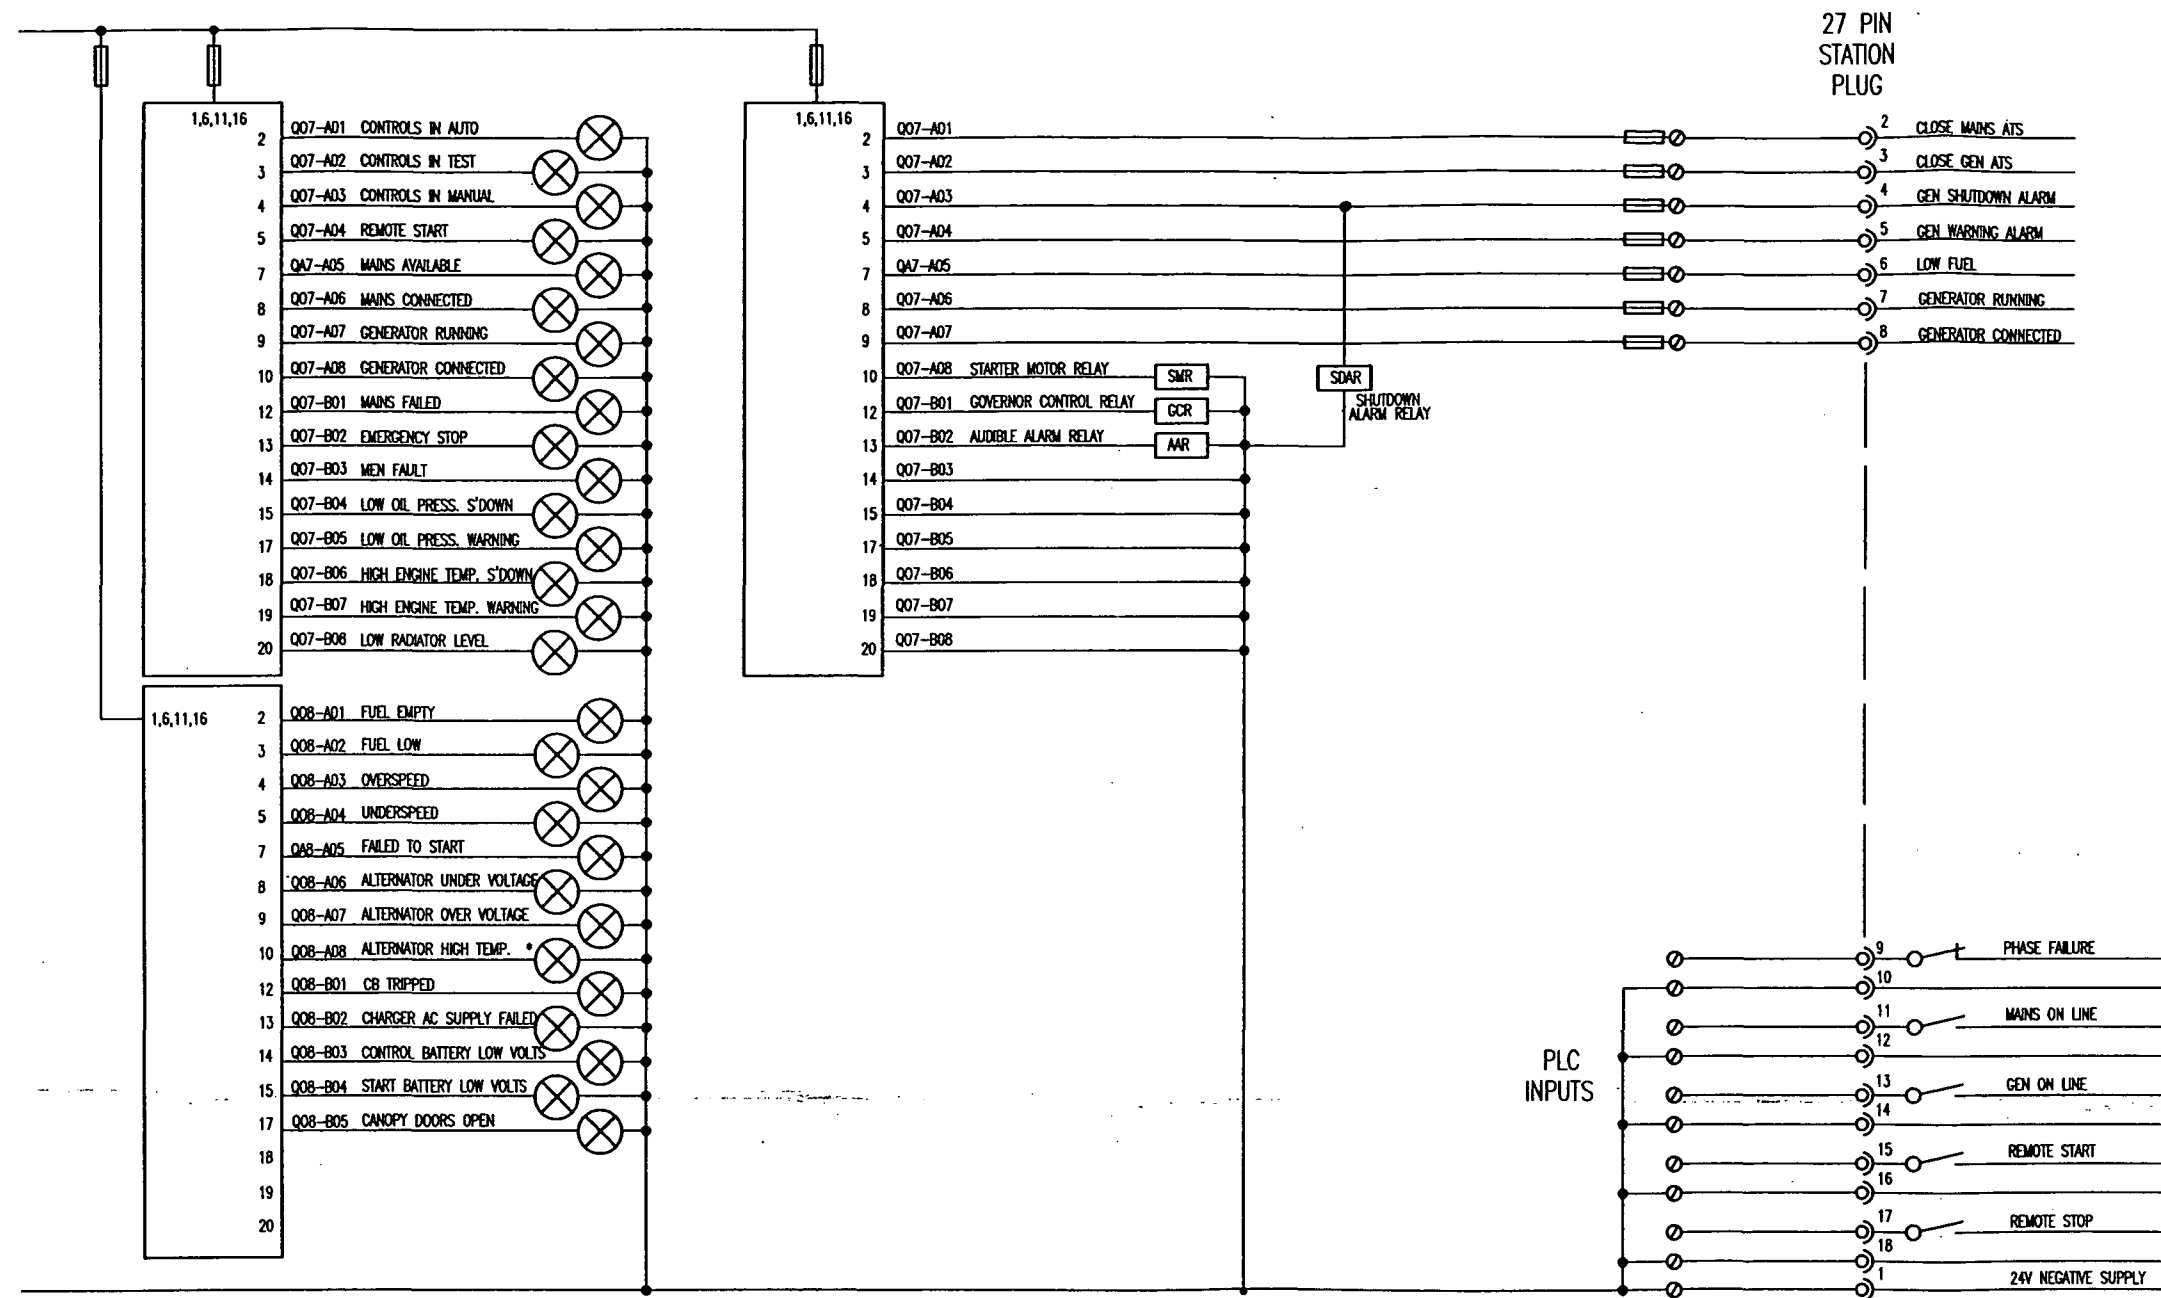 27 PIN
STATION
PLUG
1,6,11,16
2 Q07-A01 CONTROLS IN AUTO
3 Q07-A02 CONTROLS IN TEST
4 Q07-A03 CONTROLS IN MANUAL
5 Q07-A04 REMOTE START
7 QA7-A05 MAINS AVAILABLE
8 Q07-A06 MAINS CONNECTED
9 Q07-A07 GENERATOR RUNNING
10 Q07-A08 GENERATOR CONNECTED
12 Q07-B01 MAINS FAILED
13 Q07-B02 EMERGENCY STOP
14 Q07-B03 MEN FAULT
15 Q07-B04 LOW OIL PRESS. S'DOWN
17 Q07-B05 LOW OIL PRESS. WARNING
18 Q07-B06 HIGH ENGINE TEMP. S'DOWN
19 Q07-B07 HIGH ENGINE TEMP. WARNING
20 Q07-B08 LOW RADIATOR LEVEL
1,6,11,16
2 Q08-A01 FUEL EMPTY
3 Q08-A02 FUEL LOW
4 Q08-A03 OVERSPEED
5 Q08-A04 UNDERSPEED
7 QA8-A05 FAILED TO START
8 Q08-A06 ALTERNATOR UNDER VOLTAGE
9 Q08-A07 ALTERNATOR OVER VOLTAGE
10 Q08-A08 ALTERNATOR HIGH TEMP. *
12 Q08-B01 CB TRIPPED
13 Q08-B02 CHARGER AC SUPPLY FAILED
14 Q08-B03 CONTROL BATTERY LOW VOLTS
15 Q08-B04 START BATTERY LOW VOLTS
17 Q08-B05 CANOPY DOORS OPEN
18
19
20
1,6,11,16
2 Q07-A01
3 Q07-A02
4 Q07-A03
5 Q07-A04
7 QA7-A05
8 Q07-A06
9 Q07-A07
10 Q07-A08 STARTER MOTOR RELAY SMR
12 Q07-B01 GOVERNOR CONTROL RELAY GCR
13 Q07-B02 AUDIBLE ALARM RELAY AAR
14 Q07-B03
15 Q07-B04
17 Q07-B05
18 Q07-B06
19 Q07-B07
20 Q07-B08
SDAR
SHUTDOWN
ALARM RELAY
2 CLOSE MAINS ATS
3 CLOSE GEN ATS
4 GEN SHUTDOWN ALARM
5 GEN WARNING ALARM
6 LOW FUEL
7 GENERATOR RUNNING
8 GENERATOR CONNECTED
PLC
INPUTS
9 PHASE FAILURE
10
11 MAINS ON LINE
12
13 GEN ON LINE
14
15 REMOTE START
16
17 REMOTE STOP
18
1 24V NEGATIVE SUPPLY